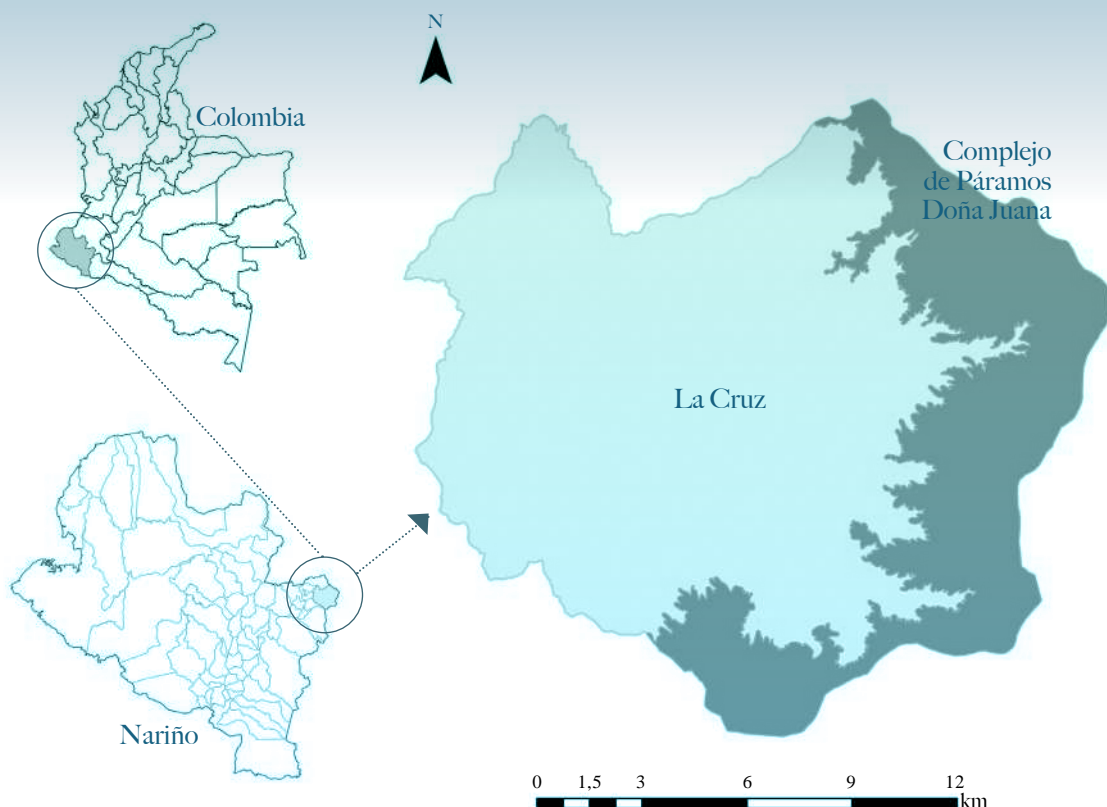 N
Colombia
Complejo
de Páramos
Doña Juana
La Cruz
Nariño
0 1,5 3 6 9 12
km